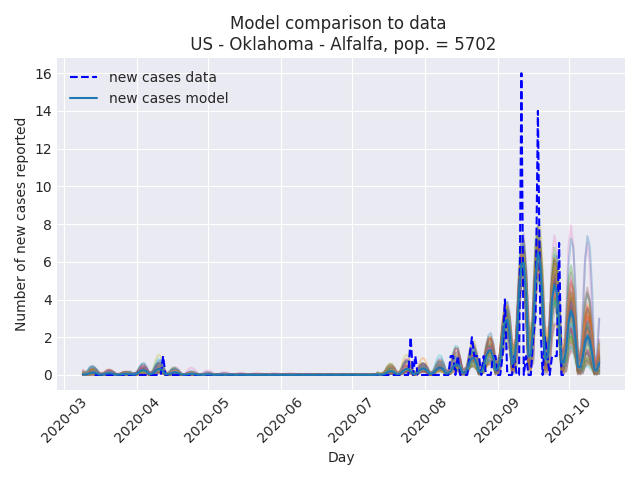 Model comparison to data
US - Oklahoma - Alfalfa, pop. = 5702
new cases data
new cases model
Number of new cases reported
16
14
12
10
8
6
4
2
0
2020-03
2020-04
2020-05
2020-06
2020-07
2020-08
2020-09
2020-10
Day